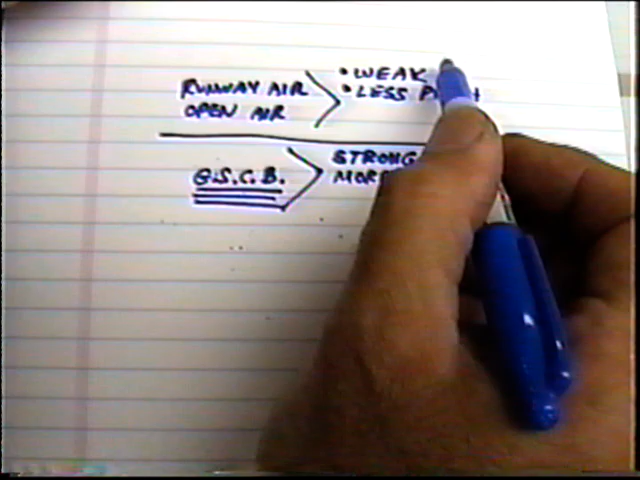 RUNWAY AIR
OPEN AIR
• WEAK
• LESS
G.S.C.B.
STRONG